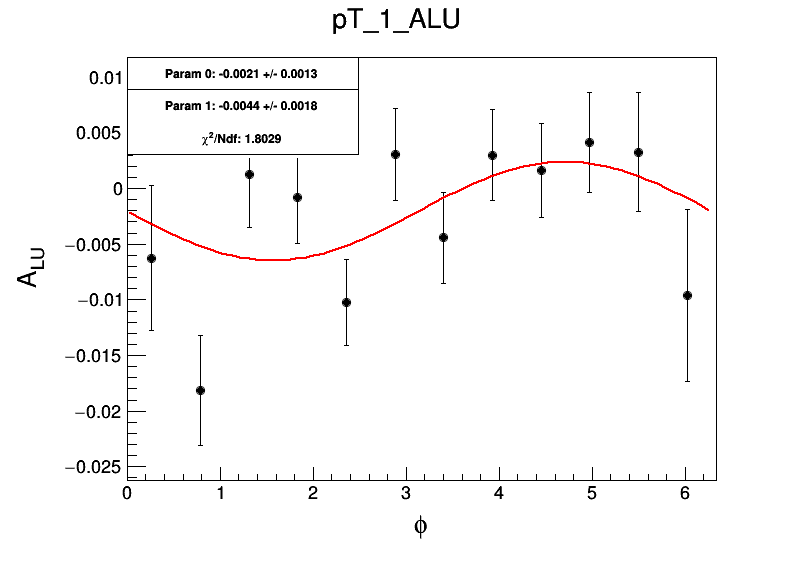 pT_1_ALU
Param 0: -0.0021 +/- 0.0013
Param 1: -0.0044 +/- 0.0018
χ²/Ndf: 1.8029
0.01
0.005
0
−0.005
−0.01
−0.015
−0.02
−0.025
A_LU
0 1 2 3 4 5 6
ϕ